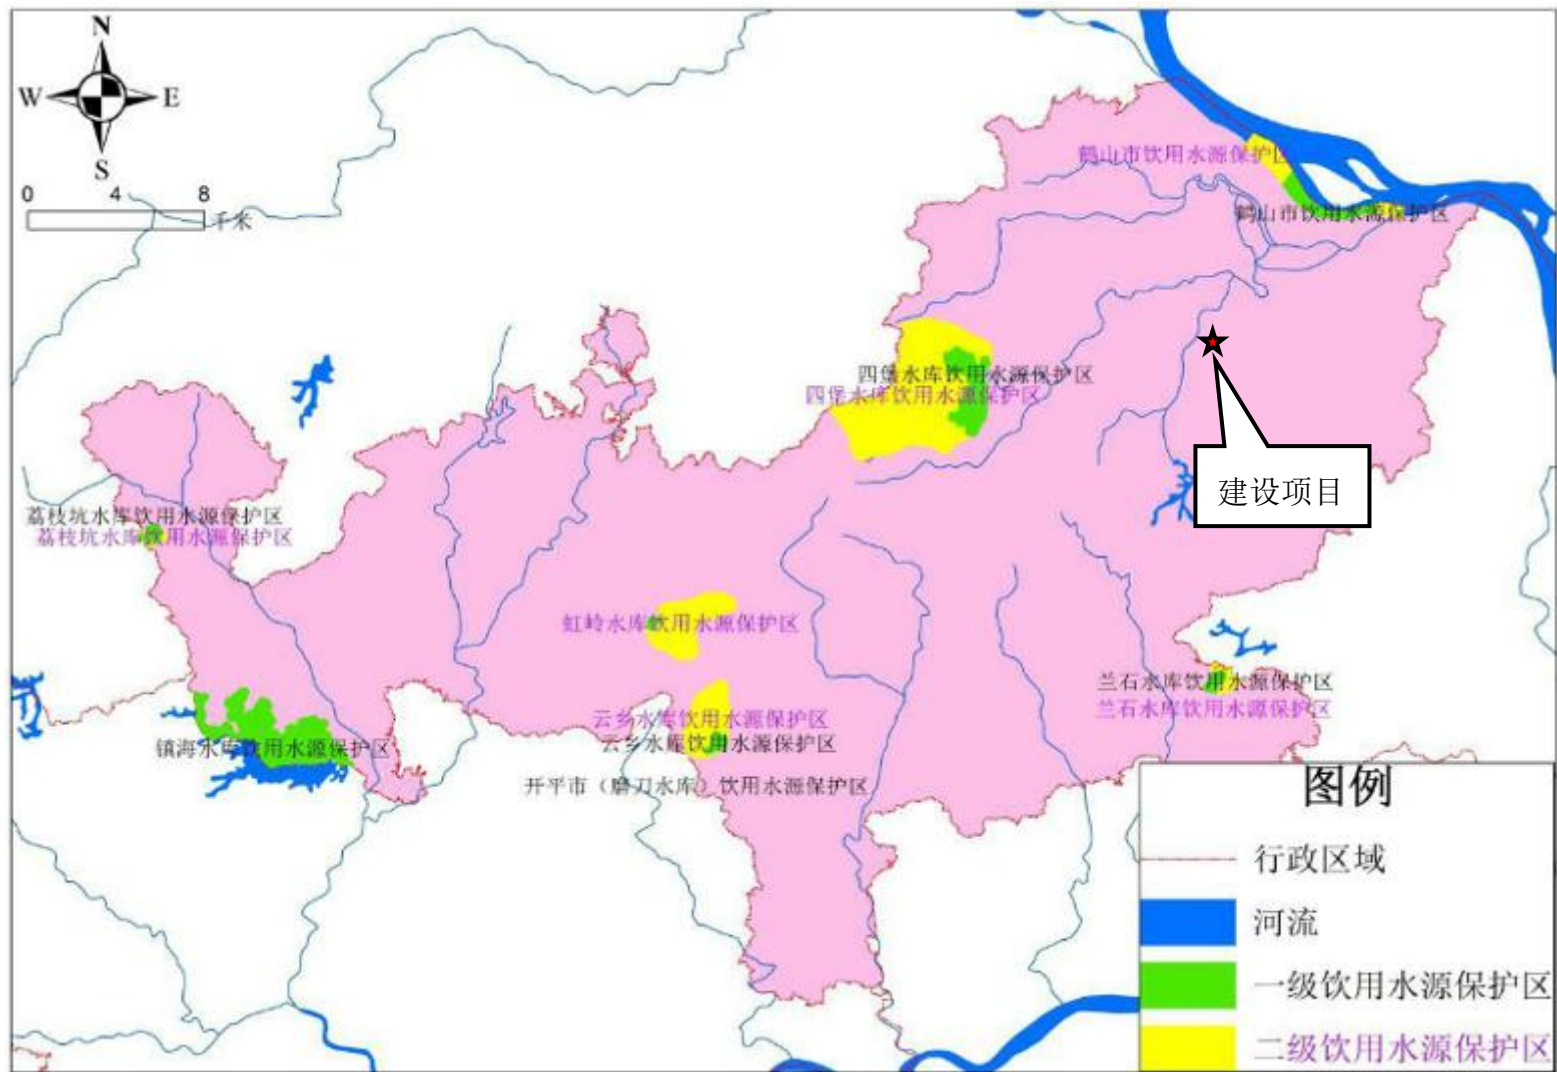 N
W
E
S
0
4
8
千米
鹤山市饮用水源保护区
鹤山市饮用水源保护区
四堡水库饮用水源保护区
四堡水库饮用水源保护区
建设项目
荔枝坑水库饮用水源保护区
荔枝坑水库饮用水源保护区
虹岭水库饮用水源保护区
兰石水库饮用水源保护区
兰石水库饮用水源保护区
云乡水库饮用水源保护区
云乡水库饮用水源保护区
镇海水库饮用水源保护区
开平市（磨刀水库）饮用水源保护区
图例
行政区域
河流
一级饮用水源保护区
二级饮用水源保护区